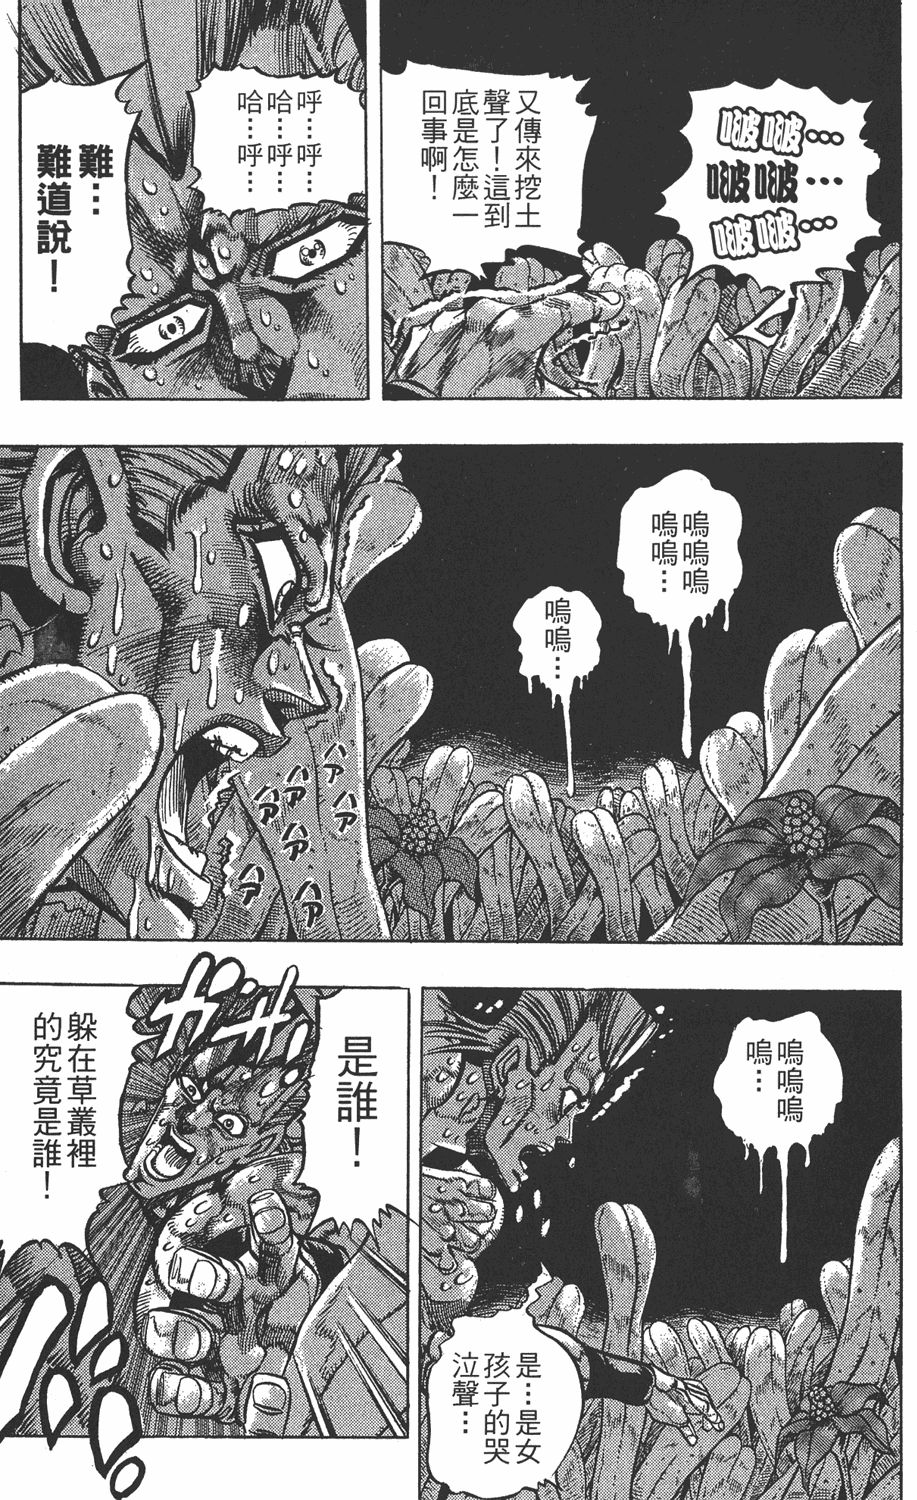 啵啵…
啵啵…
啵啵…
又傳來挖土
聲了！這到
底是怎麼一
回事啊！
呼…呼…
哈…哈…
呼…呼…
哈…哈…
難…
難道說！
嗚嗚嗚
嗚嗚…
嗚
嗚…
ハァ
ハァ
ハァ
ハァ
ハァ
ハァ
嗚嗚嗚
嗚…
是…是女
孩子的哭
泣聲…
是誰！
ガサ
躲在草叢裡
的究竟是誰！